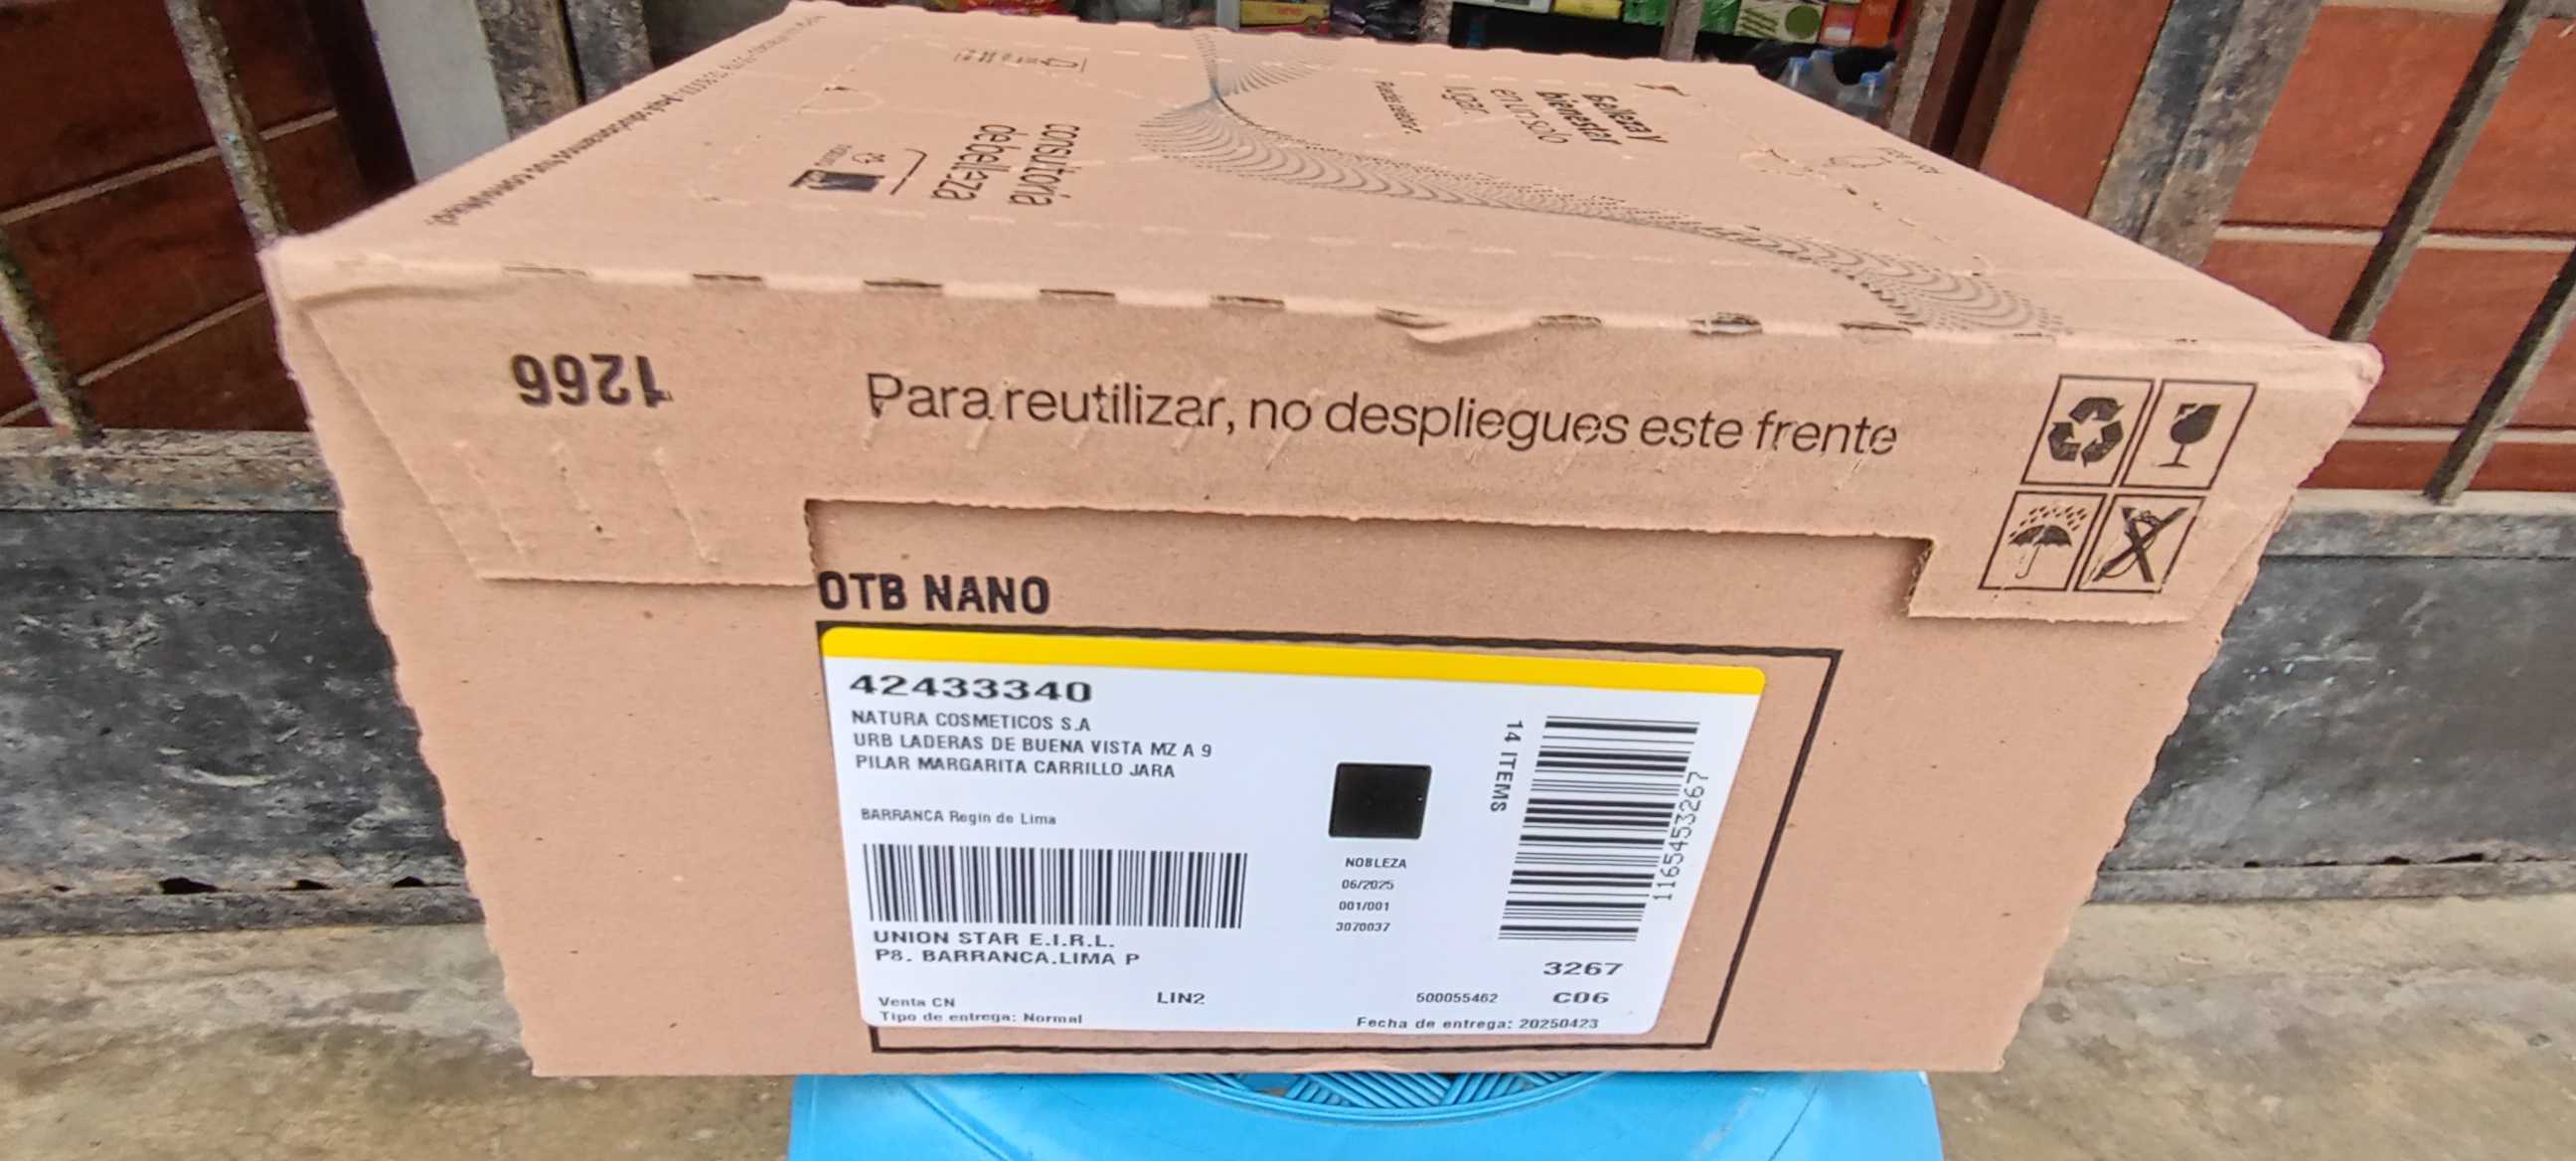 Belleza y
bienestar
en un solo
lugar.
consultoría
de belleza
natura
1266
Para reutilizar, no despliegues este frente
OTB NANO
42433340
NATURA COSMETICOS S.A
URB LADERAS DE BUENA VISTA MZ A 9
PILAR MARGARITA CARRILLO JARA
BARRANCA Regin de Lima
UNION STAR E.I.R.L.
P8. BARRANCA.LIMA P
Venta CN
LIN2
Tipo de entrega: Normal
NOBLEZA
06/2025
001/001
3070037
14 ITEMS
116545453267
3267
500055462
C06
Fecha de entrega: 20250423